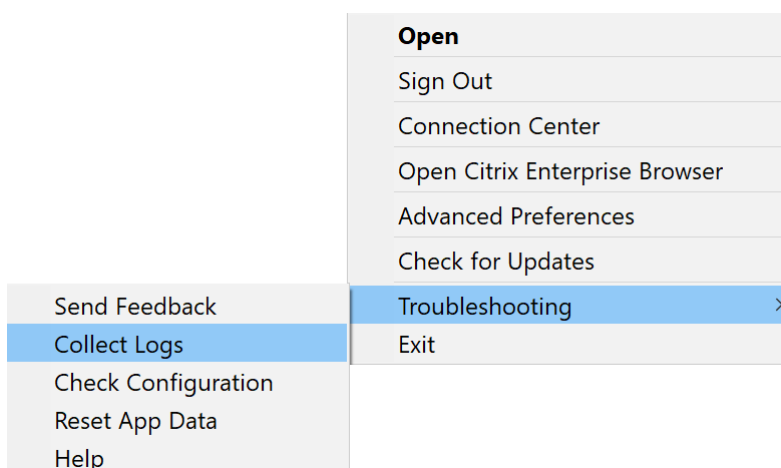 Open
Sign Out
Connection Center
Open Citrix Enterprise Browser
Advanced Preferences
Check for Updates
Troubleshooting
Exit
Send Feedback
Collect Logs
Check Configuration
Reset App Data
Help